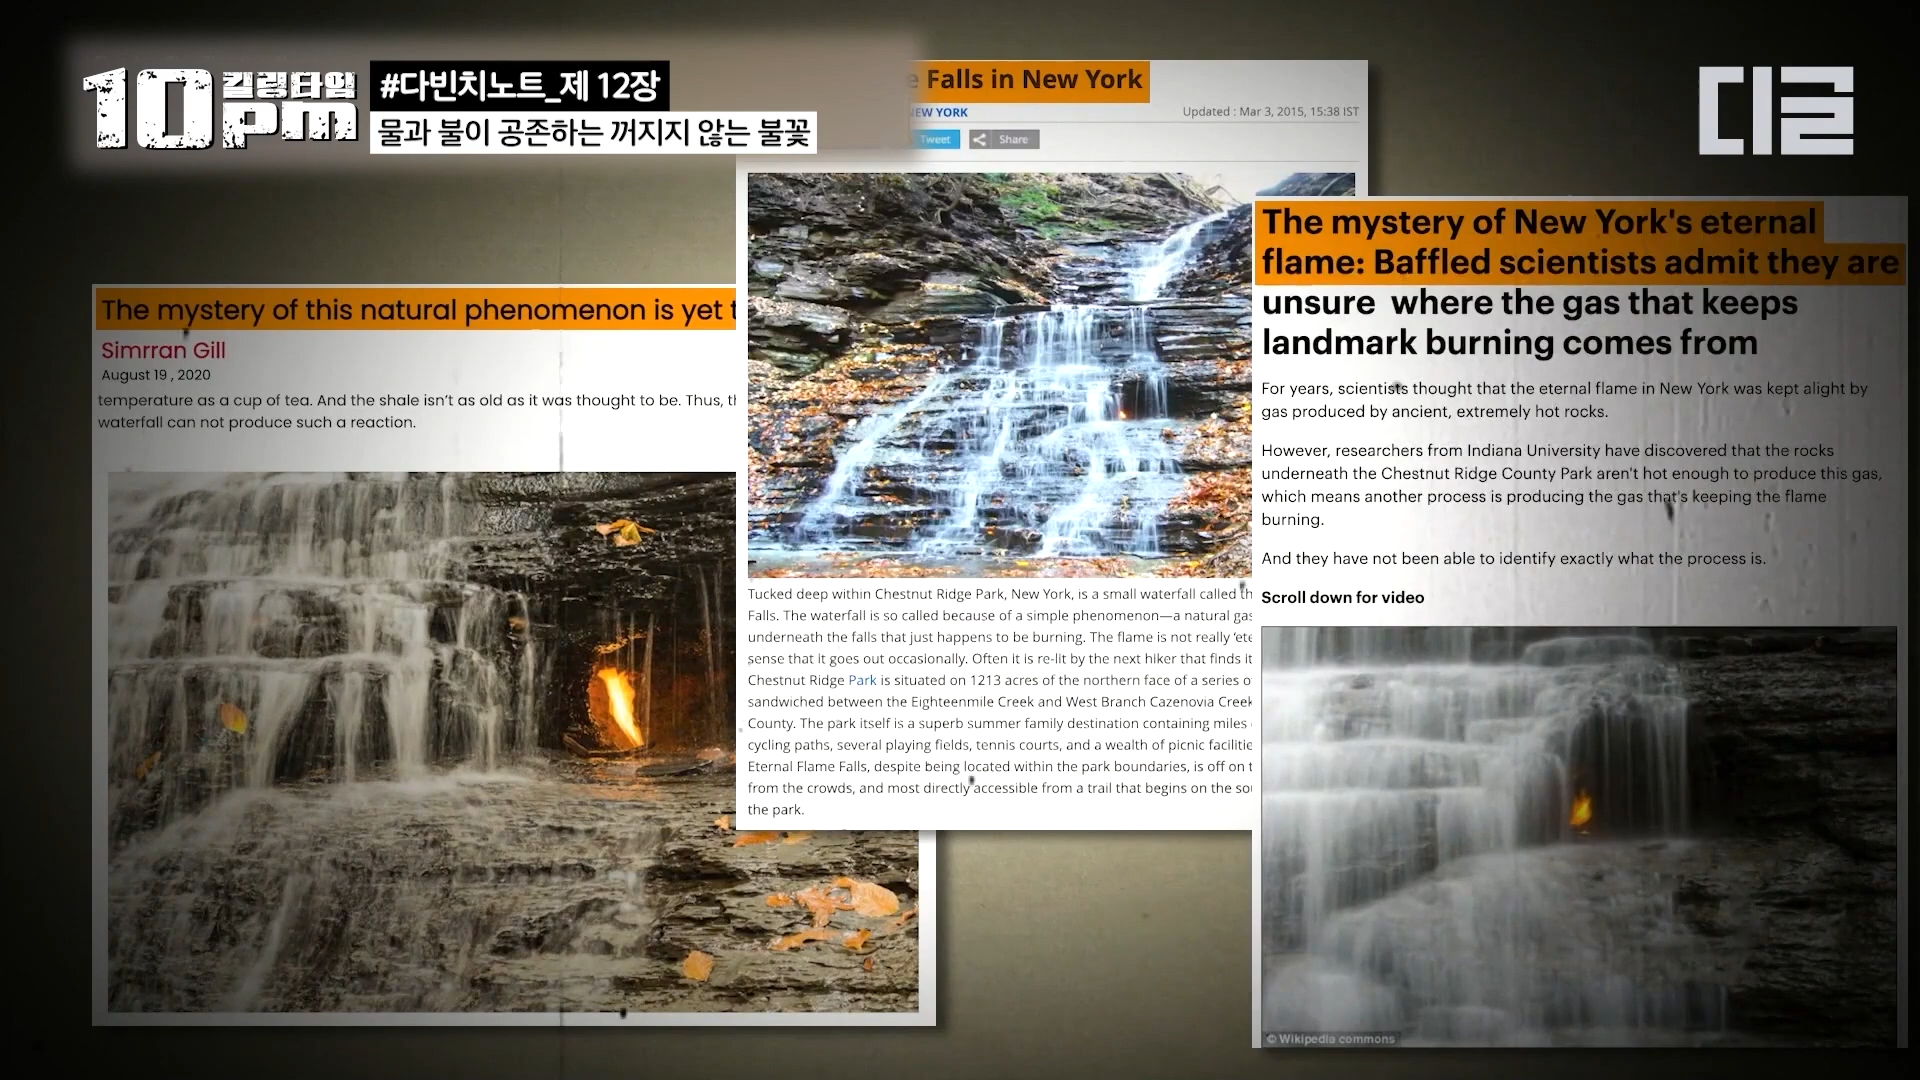 10pm 킬링타임
#다빈치노트_제 12장
물과 불이 공존하는 꺼지지 않는 불꽃
디글
The mystery of this natural phenomenon is yet
Simrran Gill
August 19 , 2020
temperature as a cup of tea. And the shale isn't as old as it was thought to be. Thus,
waterfall can not produce such a reaction.
Falls in New York
NEW YORK
Updated : Mar 3, 2015, 15:38 IST
Tweet
Share
Tucked deep within Chestnut Ridge Park, New York, is a small waterfall called
Falls. The waterfall is so called because of a simple phenomenon—a natural gas
underneath the falls that just happens to be burning. The flame is not really
sense that it goes out occasionally. Often it is re-lit by the next hiker that finds it
Chestnut Ridge Park is situated on 1213 acres of the northern face of a series
sandwiched between the Eighteenmile Creek and West Branch Cazenovia Creek
County. The park itself is a superb summer family destination containing miles
cycling paths, several playing fields, tennis courts, and a wealth of picnic
Eternal Flame Falls, despite being located within the park boundaries, is off on
from the crowds, and most directly accessible from a trail that begins on the
the park.
The mystery of New York's eternal
flame: Baffled scientists admit they are
unsure where the gas that keeps
landmark burning comes from
For years, scientists thought that the eternal flame in New York was kept alight by
gas produced by ancient, extremely hot rocks.
However, researchers from Indiana University have discovered that the rocks
underneath the Chestnut Ridge County Park aren't hot enough to produce this gas,
which means another process is producing the gas that's keeping the flame
burning.
And they have not been able to identify exactly what the process is.
Scroll down for video
© Wikipedia commons